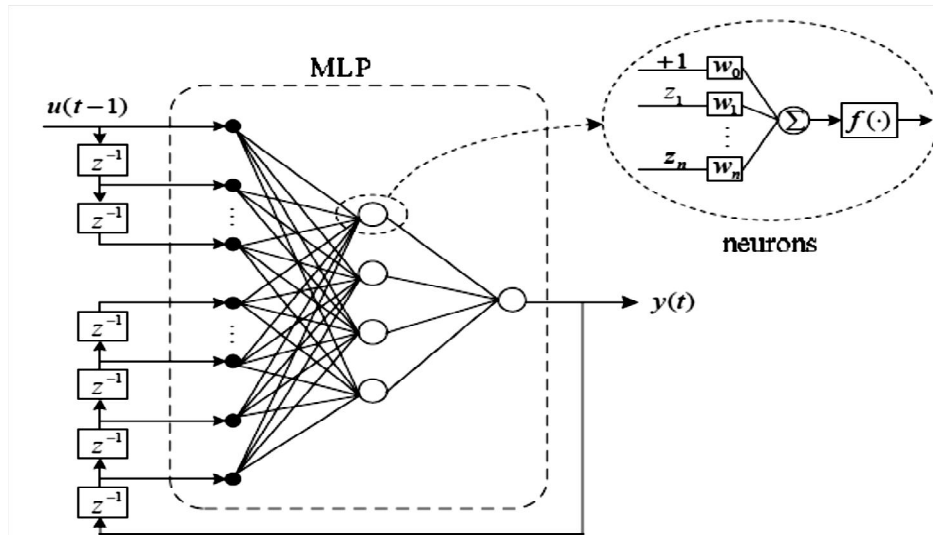 MLP
u(t−1)
z⁻¹
z⁻¹
⋮
⋮
z⁻¹
z⁻¹
z⁻¹
z⁻¹
y(t)
+1 w₀
z₁ w₁
⋮
zₙ wₙ
Σ
f(·)
neurons